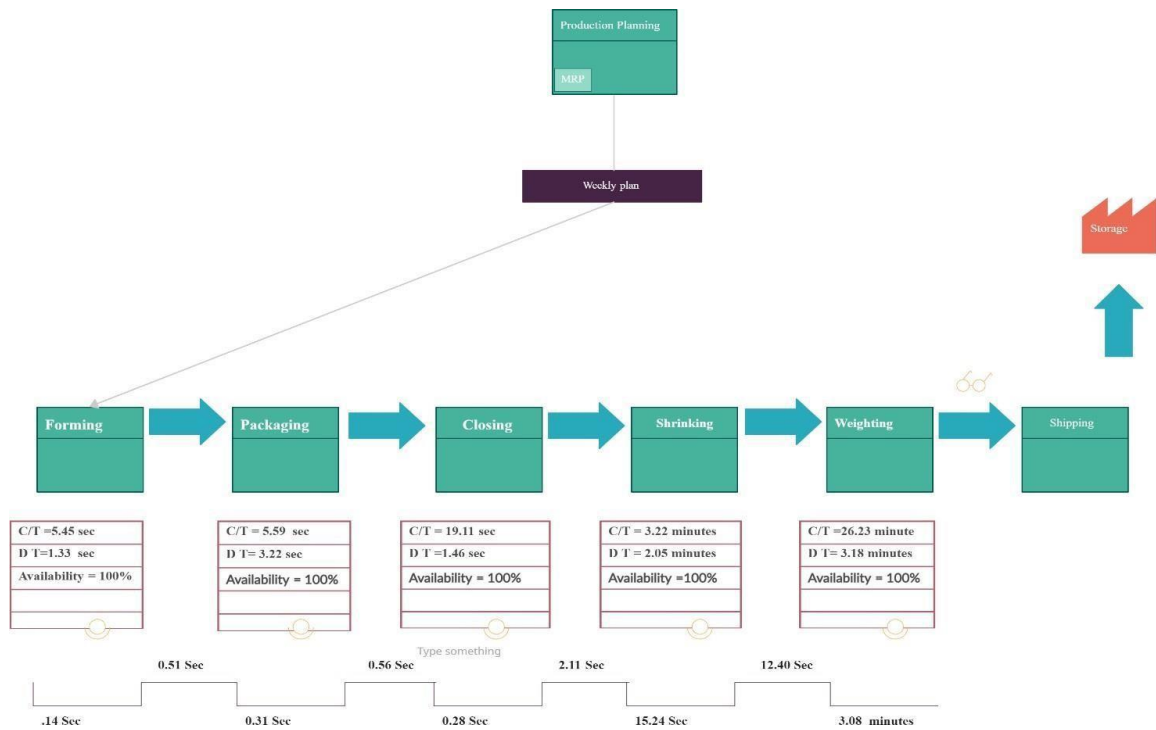 Production Planning
MRP
Weekly plan
Storage
Forming
Packaging
Closing
Shrinking
Weighting
Shipping
C/T =5.45 sec
D T=1.33 sec
Availability = 100%
C/T = 5.59 sec
D T= 3.22 sec
Availability = 100%
C/T = 19.11 sec
D T =1.46 sec
Availability = 100%
C/T = 3.22 minutes
D T = 2.05 minutes
Availability =100%
C/T =26.23 minute
D T= 3.18 minutes
Availability = 100%
Type something
0.51 Sec
0.56 Sec
2.11 Sec
12.40 Sec
.14 Sec
0.31 Sec
0.28 Sec
15.24 Sec
3.08 minutes